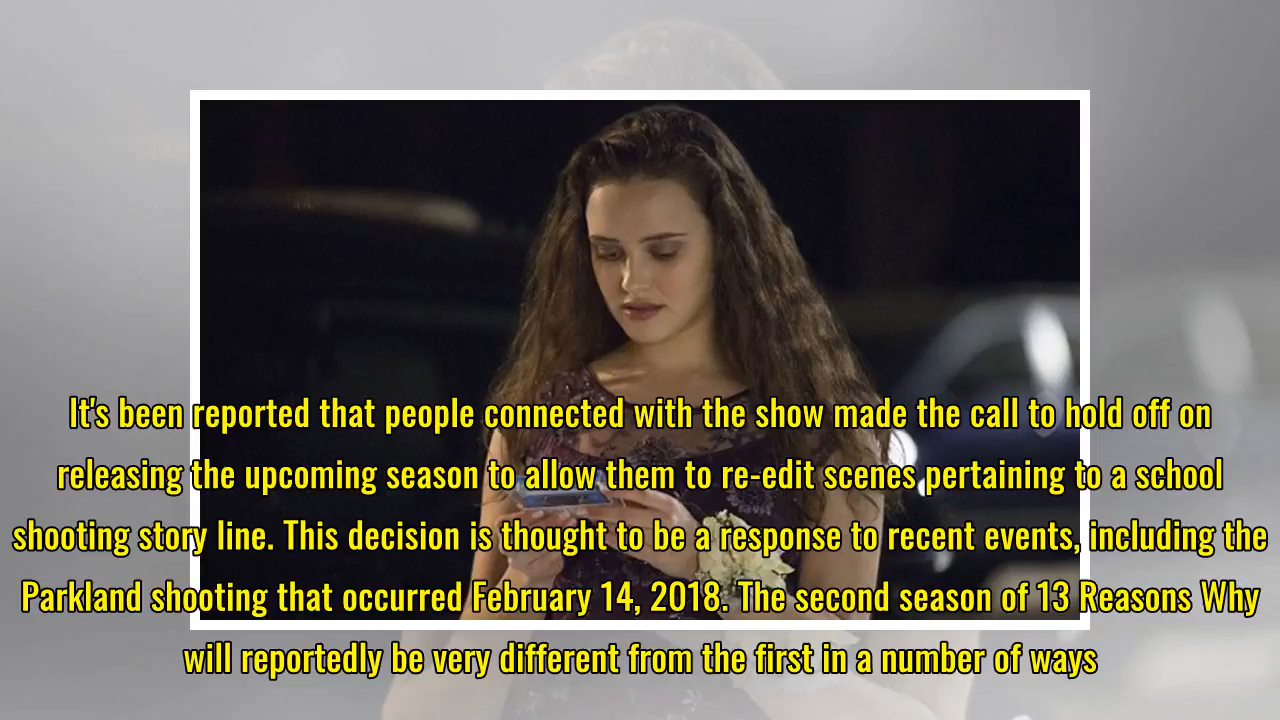 It's been reported that people connected with the show made the call to hold off on
releasing the upcoming season to allow them to re-edit scenes pertaining to a school
shooting story line. This decision is thought to be a response to recent events, including the
Parkland shooting that occurred February 14, 2018. The second season of 13 Reasons Why
will reportedly be very different from the first in a number of ways